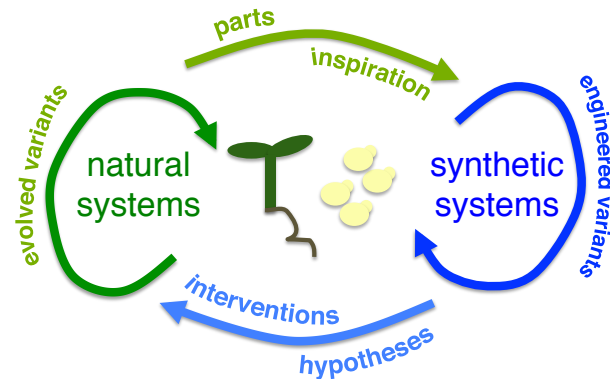 parts
inspiration
evolved variants
natural
systems
synthetic
systems
engineered variants
interventions
hypotheses